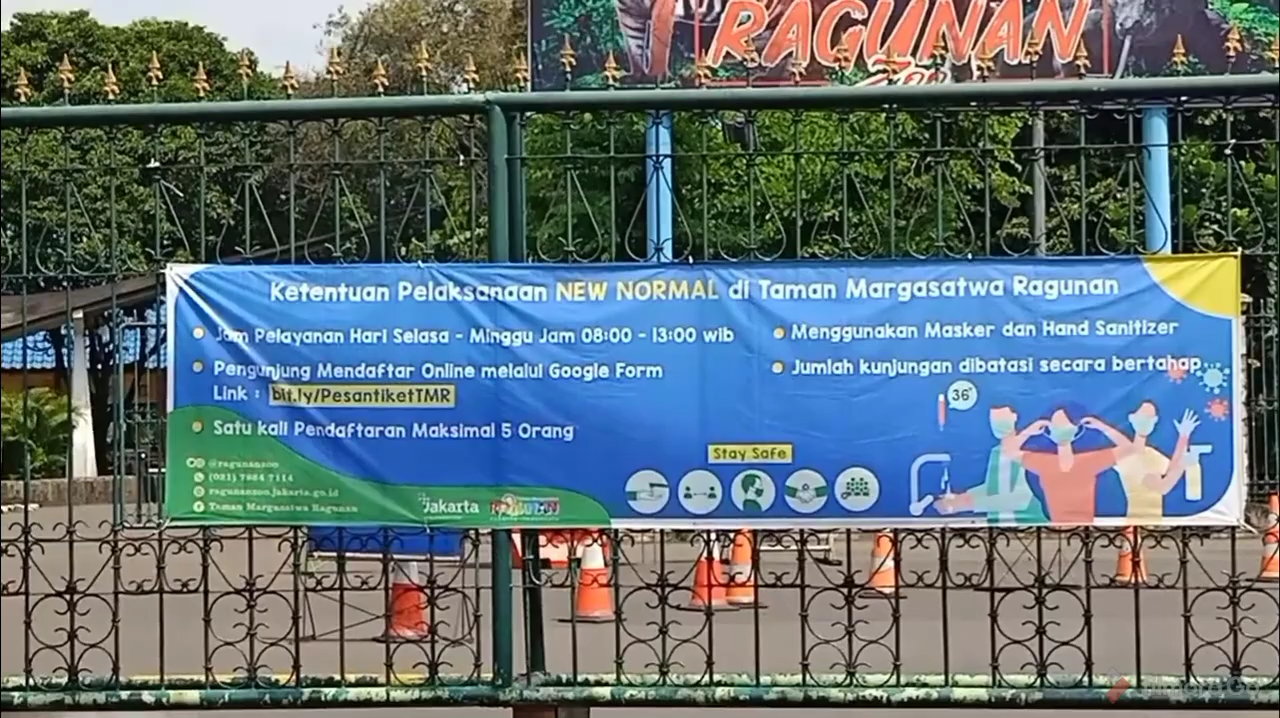 RAGUNAN
Zoo
Ketentuan Pelaksanaan NEW NORMAL di Taman Margasatwa Ragunan
Jam Pelayanan Hari Selasa - Minggu Jam 08:00 - 13:00 wib
Pengunjung Mendaftar Online melalui Google Form
Link : bit.ly/PesantiketTMR
Satu kali Pendaftaran Maksimal 5 Orang
Menggunakan Masker dan Hand Sanitizer
Jumlah kunjungan dibatasi secara bertahap
36°
Stay Safe
@ragunanzoo
(021) 7884 7114
ragunanzoo.jakarta.go.id
Taman Margasatwa Ragunan
Jakarta